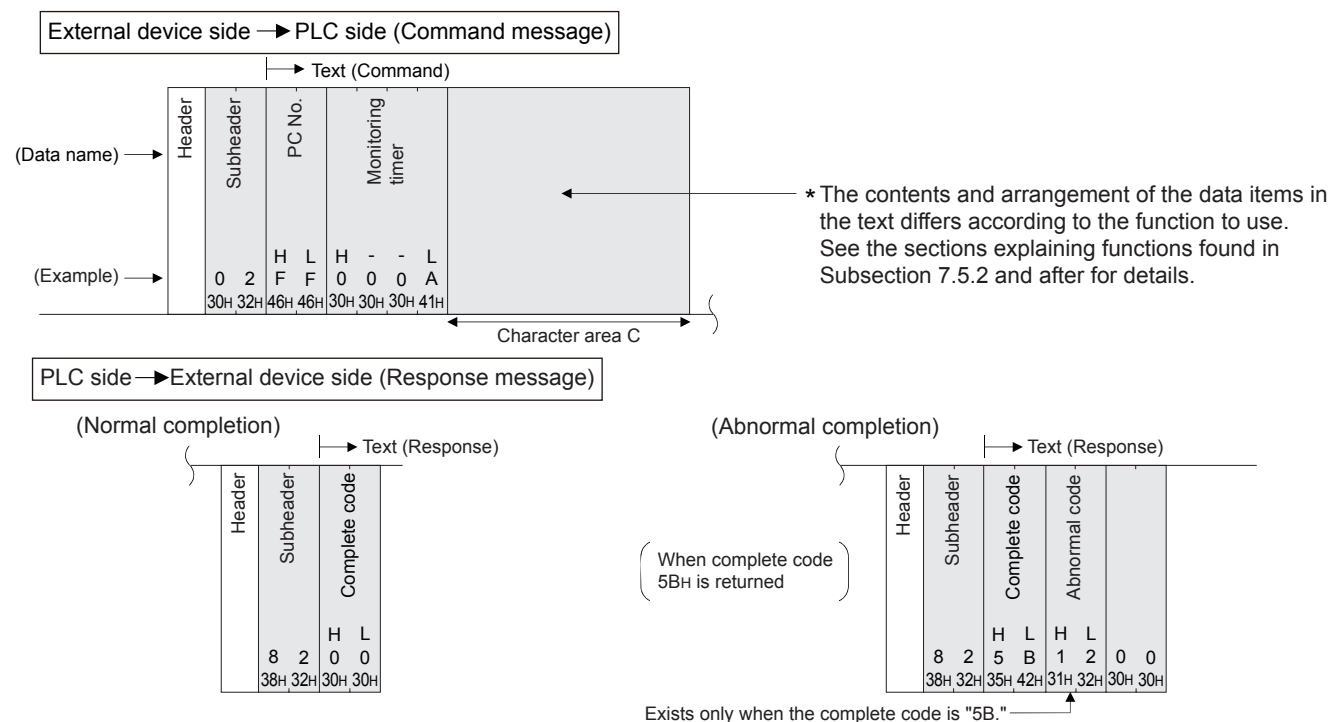 External device side → PLC side (Command message)
Text (Command)
(Data name)
Header
Subheader
PC No.
Monitoring
timer
* The contents and arrangement of the data items in
the text differs according to the function to use.
See the sections explaining functions found in
Subsection 7.5.2 and after for details.
H L H - - L
(Example)
0 2 F F 0 0 0 A
30H 32H 46H 46H 30H 30H 30H 41H
Character area C
PLC side → External device side (Response message)
(Normal completion)
Text (Response)
Header
Subheader
Complete code
H L
8 2 0 0
38H 32H 30H 30H
(Abnormal completion)
Text (Response)
When complete code
5BH is returned
Header
Subheader
Complete code
Abnormal code
H L H L
8 2 5 B 1 2 0 0
38H 32H 35H 42H 31H 32H 30H 30H
Exists only when the complete code is "5B."